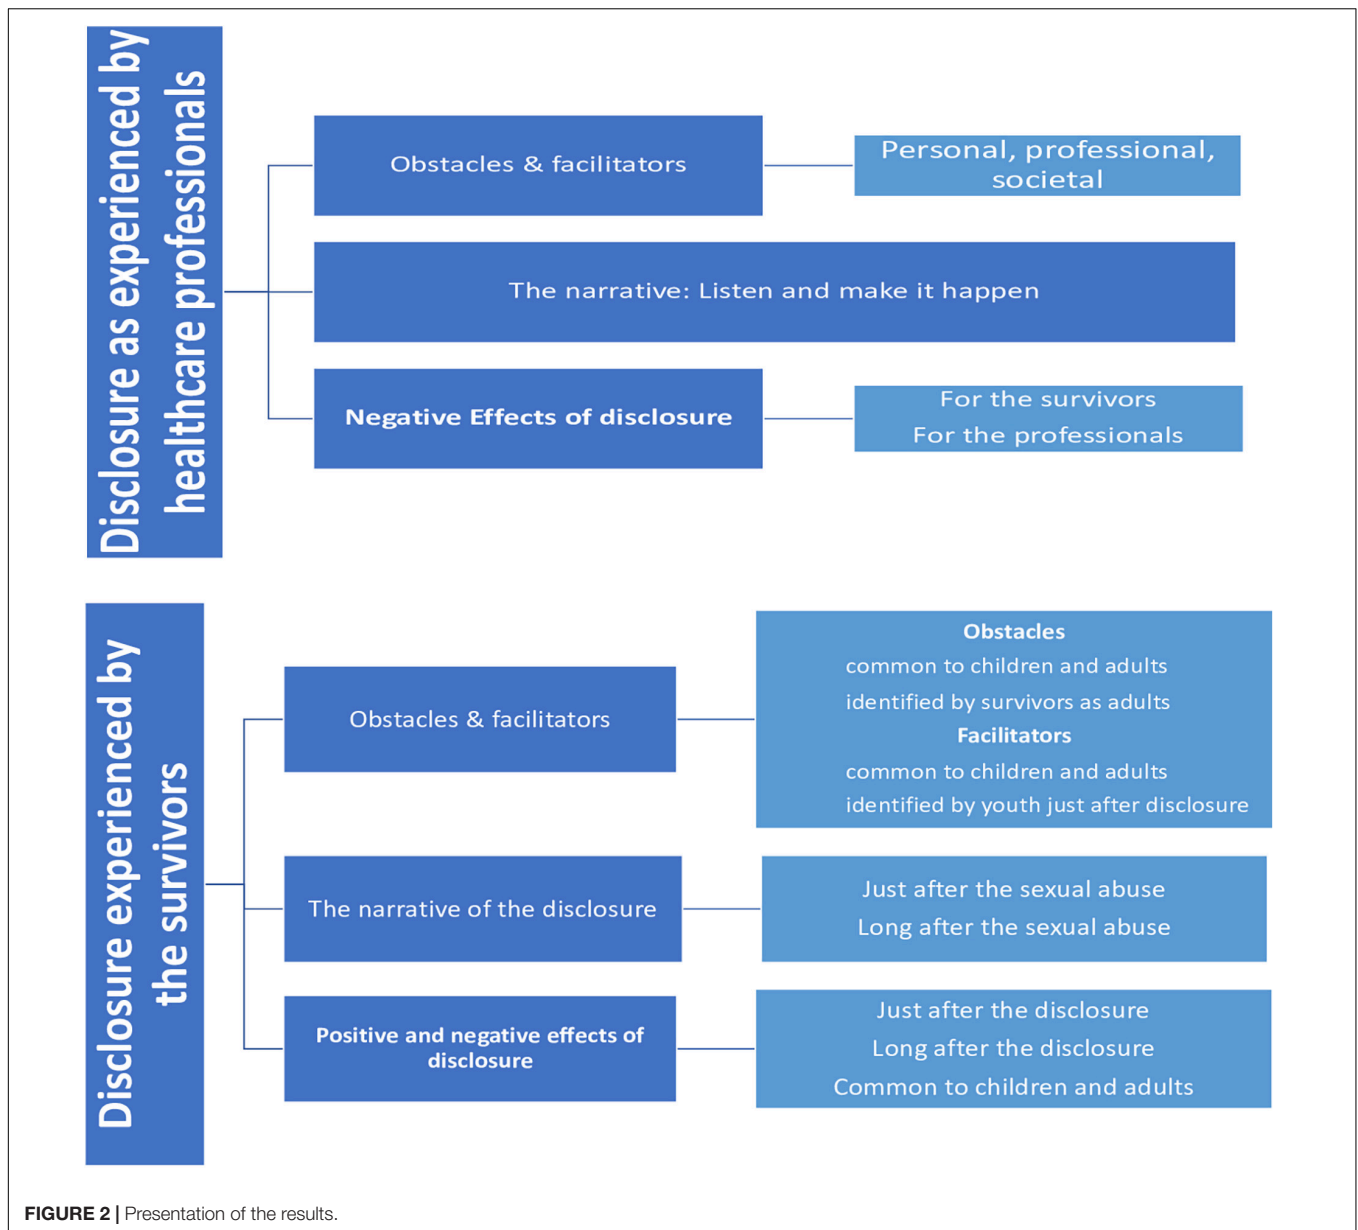 Disclosure as experienced by
healthcare professionals
Obstacles & facilitators
Personal, professional,
societal
The narrative: Listen and make it happen
Negative Effects of disclosure
For the survivors
For the professionals
Disclosure experienced by
the survivors
Obstacles & facilitators
Obstacles
common to children and adults
identified by survivors as adults
Facilitators
common to children and adults
identified by youth just after disclosure
The narrative of the disclosure
Just after the sexual abuse
Long after the sexual abuse
Positive and negative effects of
disclosure
Just after the disclosure
Long after the disclosure
Common to children and adults
FIGURE 2 | Presentation of the results.